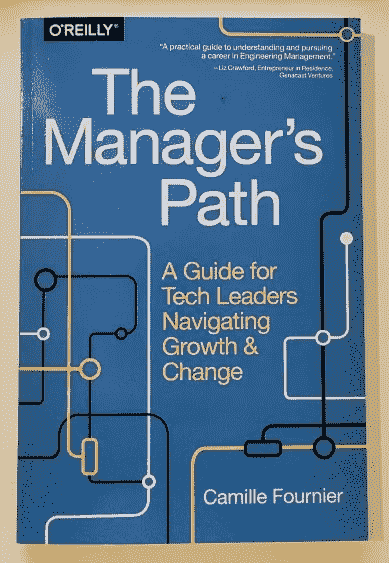 O'REILLY®
"A practical guide to understanding and pursuing
a career in Engineering Management."
—Liz Crawford, Entrepreneur in Residence,
Genacast Ventures
The
Manager's
Path
A Guide for
Tech Leaders
Navigating
Growth &
Change
Camille Fournier